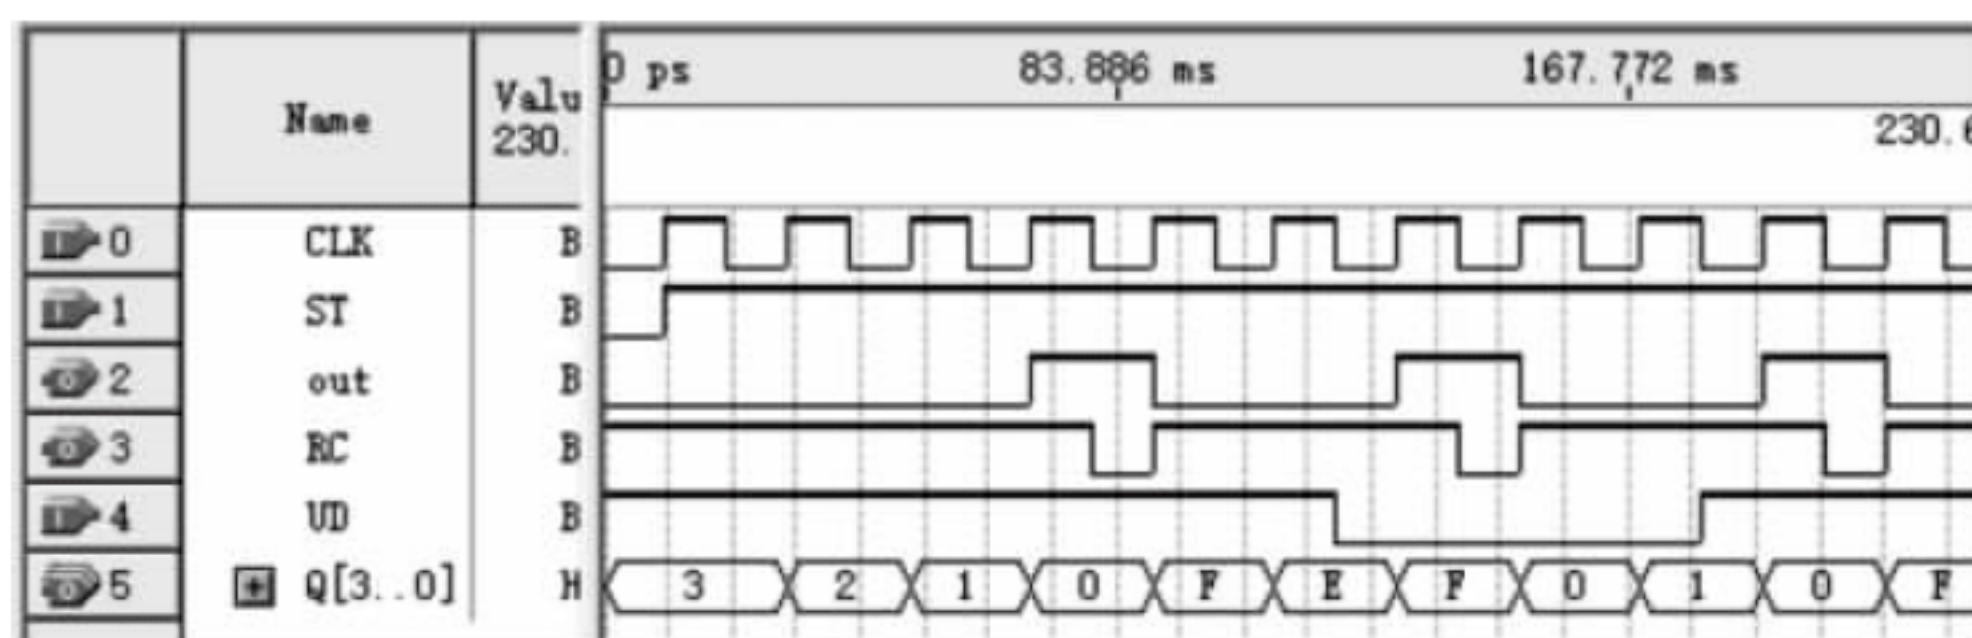 0 ps 83.886 ms 167.772 ms
Name Valu
230.
230.6
0 CLK B
1 ST B
2 out B
3 RC B
4 UD B
5 Q[3..0] H 3 2 1 0 F E F 0 1 0 F